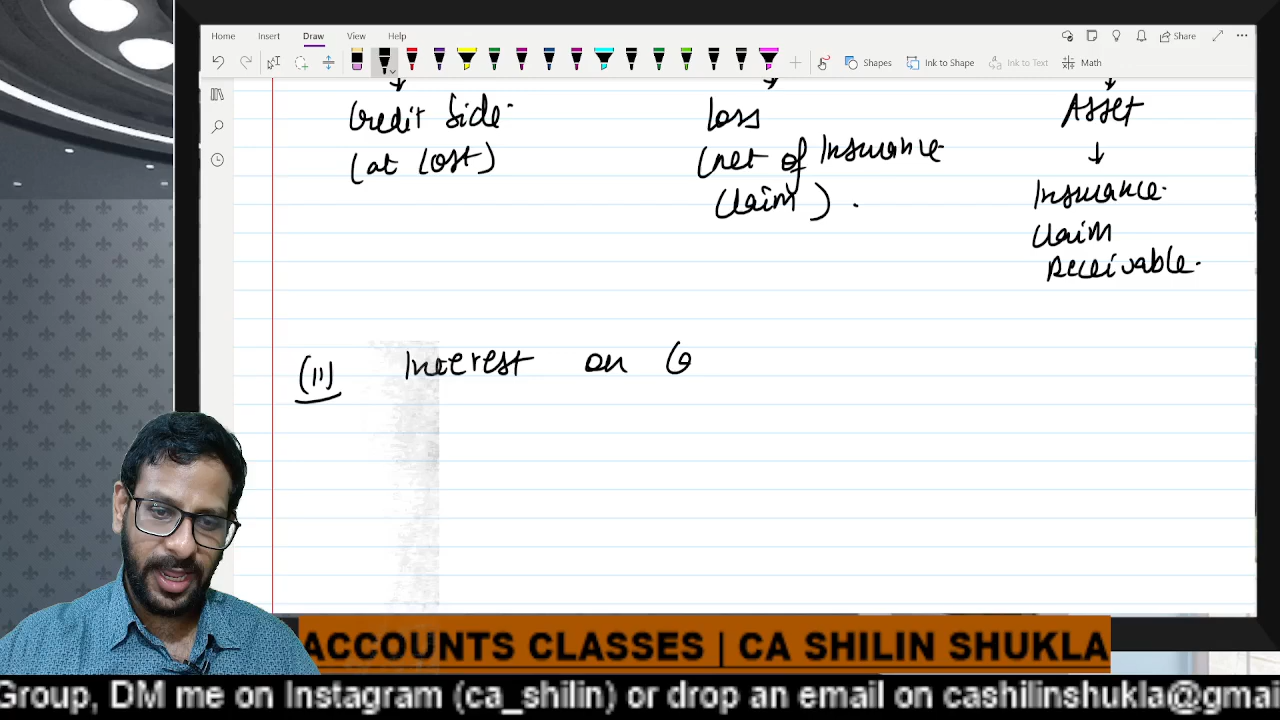 Home Insert Draw View Help
Share
Shapes Ink to Shape Ink to Text Math
Credit Side Loss Asset
(at Cost) (net of Insurance Insurance
Claim). Claim
Receivable.
(11) Interest on C
ACCOUNTS CLASSES | CA SHILIN SHUKLA
Group, DM me on Instagram (ca_shilin) or drop an email on cashilinshukla@gmai